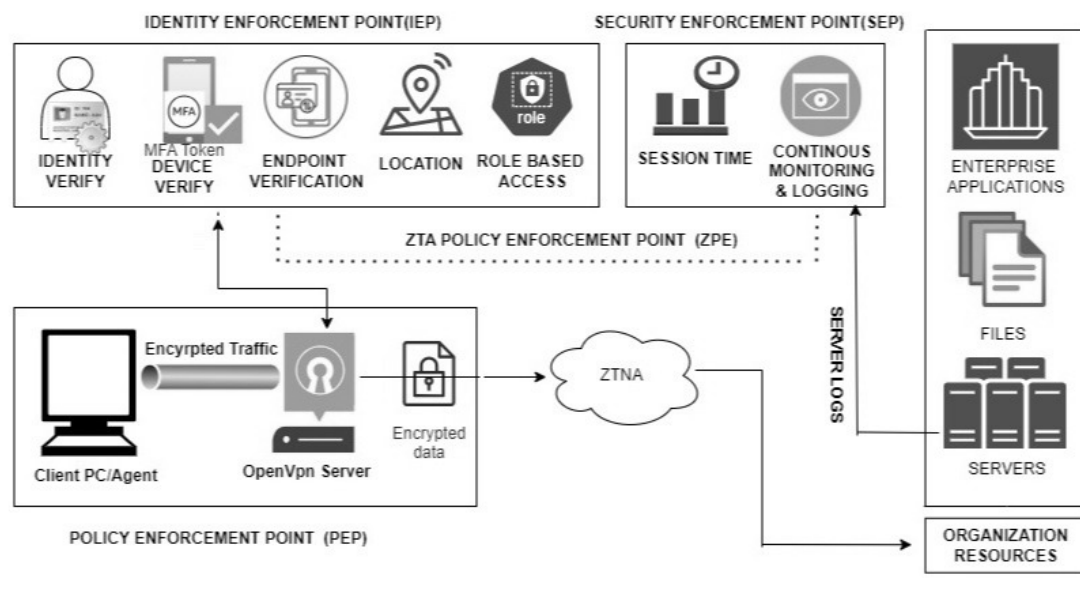 IDENTITY ENFORCEMENT POINT(IEP)
SECURITY ENFORCEMENT POINT(SEP)
MFA
role
MFA Token
IDENTITY
VERIFY
DEVICE
VERIFY
ENDPOINT
VERIFICATION
LOCATION
ROLE BASED
ACCESS
SESSION TIME
CONTINOUS
MONITORING
& LOGGING
ENTERPRISE
APPLICATIONS
ZTA POLICY ENFORCEMENT POINT (ZPE)
FILES
SERVER LOGS
Encyrpted Traffic
ZTNA
Encrypted
data
Client PC/Agent
OpenVpn Server
SERVERS
POLICY ENFORCEMENT POINT (PEP)
ORGANIZATION
RESOURCES